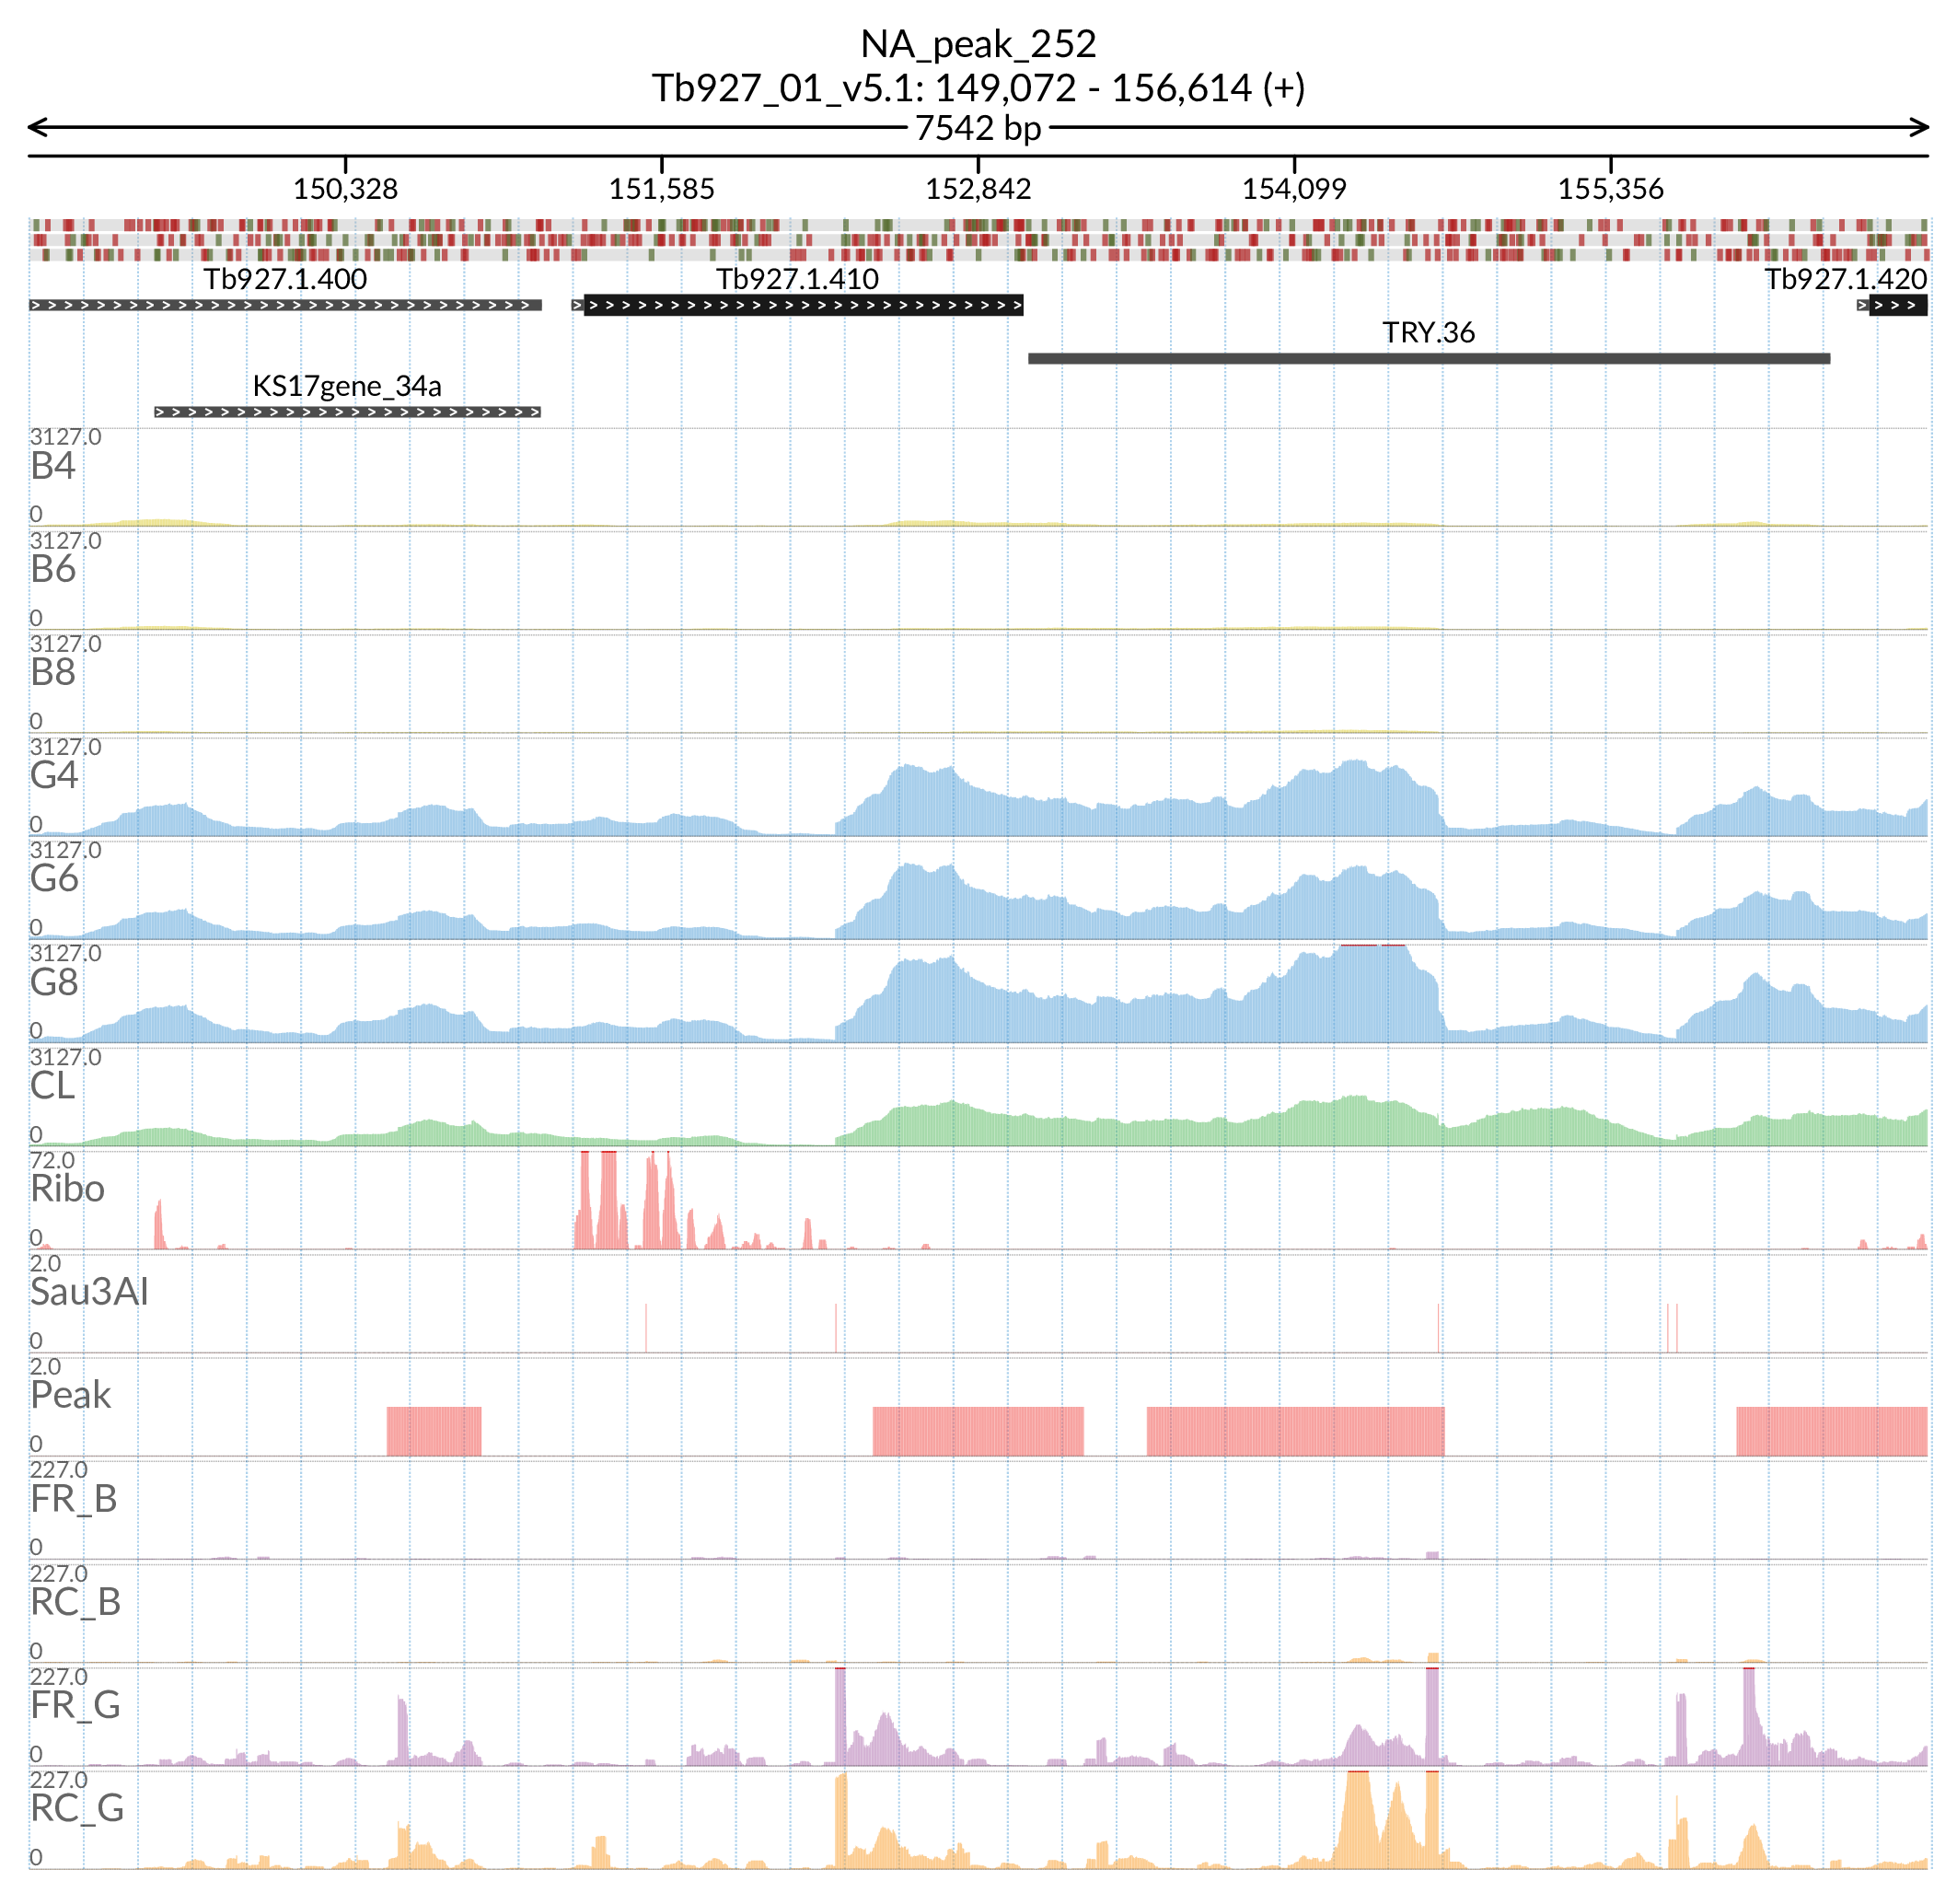 NA_peak_252
Tb927_01_v5.1: 149,072 - 156,614 (+)
7542 bp
150,328 151,585 152,842 154,099 155,356
Tb927.1.400 Tb927.1.410 Tb927.1.420
TRY.36
KS17gene_34a
3127.0
B4
0
3127.0
B6
0
3127.0
B8
0
3127.0
G4
0
3127.0
G6
0
3127.0
G8
0
3127.0
CL
0
72.0
Ribo
0
2.0
Sau3AI
0
2.0
Peak
0
227.0
FR_B
0
227.0
RC_B
0
227.0
FR_G
0
227.0
RC_G
0